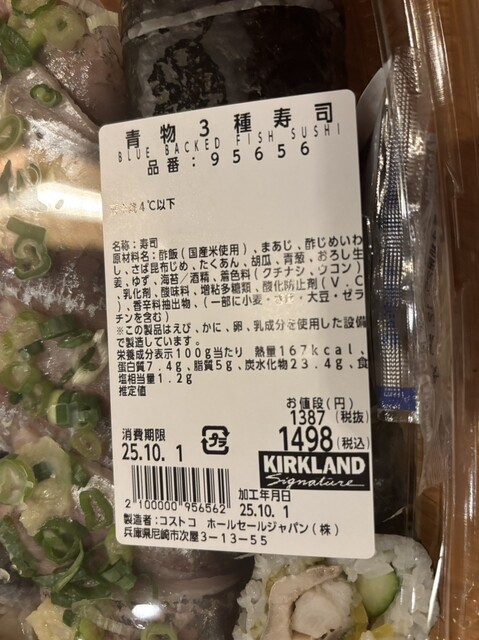 青物3種寿司
BLUE BACKED FISH SUSHI
品番:95656
4℃以下
名称:寿司
原材料名:酢飯(国産米使用)、まあじ、酢じめいわ
し、さば昆布じめ、たくあん、胡瓜、青葱、おろし生
姜、ゆず、海苔/酒精、着色料(クチナシ、ウコン)
、乳化剤、酸味料、増粘多糖類、酸化防止剤(V.C
)、香辛料抽出物、(一部に小麦・さば・大豆・ゼラ
チンを含む)
※この製品はえび、かに、卵、乳成分を使用した設備
で製造しています。
栄養成分表示100g当たり 熱量167kcal、
蛋白質7.4g、脂質5g、炭水化物23.4g、食
塩相当量1.2g
推定値
お値段(円)
1387(税抜)
消費期限
25.10.1
プラ
1498(税込)
KIRKLAND
Signature
2100000956562
加工年月日
25.10.1
製造者:コストコ ホールセールジャパン(株)
兵庫県尼崎市次屋3-13-55